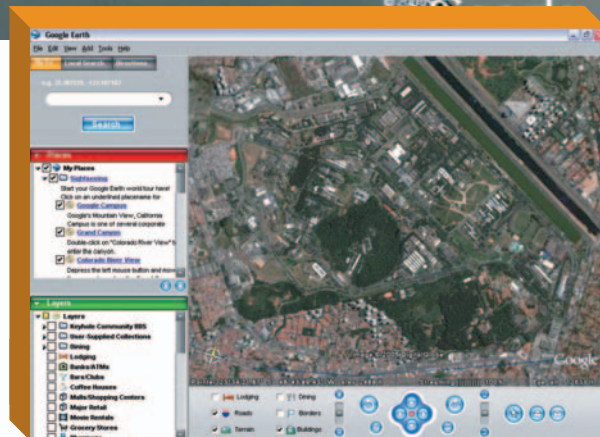 Google Earth
File Edit View Add Tools Help
Local Search Directions
Search
Places
My Places
Sightseeing
Start your Google Earth world tour here!
Click on an underlined placename for
Google Campus
Google's Mountain View, California
Campus is one of several corporate
Grand Canyon
Double-click on "Colorado River View" to
enter the canyon.
Colorado River View
Depress the left mouse button and move
Layers
Layers
Keyhole Community BBS
User-Supplied Collections
Dining
Lodging
Banks/ATMs
Bars/Clubs
Coffee Houses
Malls/Shopping Centers
Major Retail
Movie Rentals
Grocery Stores
Google
Lodging Dining
Roads Borders
Terrain Buildings